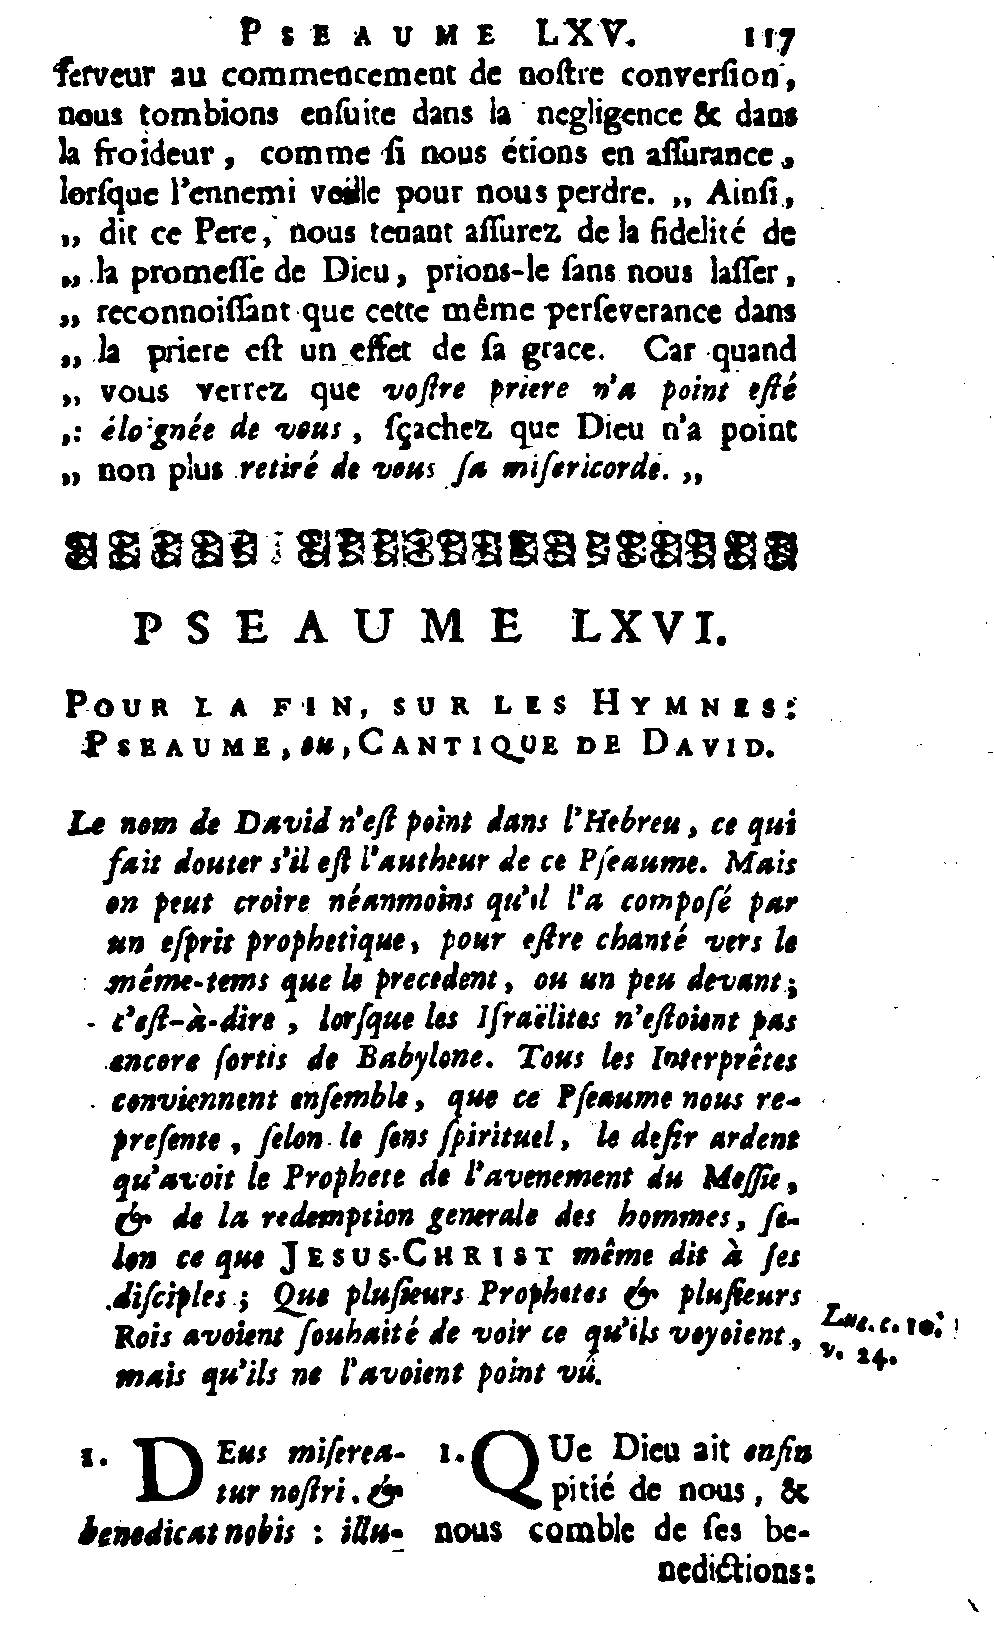 PSEAUME LXV. 117
ferveur au commencement de noſtre converſion,
nous tombions enſuite dans la negligence & dans
la froideur, comme ſi nous étions en aſſurance,
lorſque l'ennemi veille pour nous perdre. „ Ainſi,
„ dit ce Pere, nous tenant aſſurez de la fidelité de
„ la promeſſe de Dieu, prions-le ſans nous laſſer,
„ reconnoiſſant que cette même perſeverance dans
„ la priere eſt un effet de ſa grace. Car quand
„ vous verrez que voſtre priere n'a point eſté
„ éloignée de vous, ſçachez que Dieu n'a point
„ non plus retiré de vous ſa miſericorde. „
PSEAUME LXVI.
POUR LA FIN, SUR LES HYMNES:
PSEAUME, ou, CANTIQUE DE DAVID.
Le nom de David n'eſt point dans l'Hebreu, ce qui
fait douter s'il eſt l'autheur de ce Pſeaume. Mais
on peut croire néanmoins qu'il l'a compoſé par
un eſprit prophetique, pour eſtre chanté vers le
même-tems que le precedent, ou un peu devant;
c'eſt-à-dire, lorſque les Iſraëlites n'eſtoient pas
encore ſortis de Babylone. Tous les Interprêtes
conviennent enſemble, que ce Pſeaume nous re-
preſente, ſelon le ſens ſpirituel, le deſir ardent
qu'avoit le Prophete de l'avenement du Meſſie,
& de la redemption generale des hommes, ſe-
lon ce que JESUS-CHRIST même dit à ſes
diſciples; Que pluſieurs Prophetes & pluſieurs
Rois avoient ſouhaité de voir ce qu'ils voyoient,
mais qu'ils ne l'avoient point vû.
Luc. c. 10.
v. 24.
1. DEus miſerea-
tur noſtri, &
benedicat nobis: illu-
1. QUe Dieu ait enfin
pitié de nous, &
nous comble de ſes be-
nedictions: